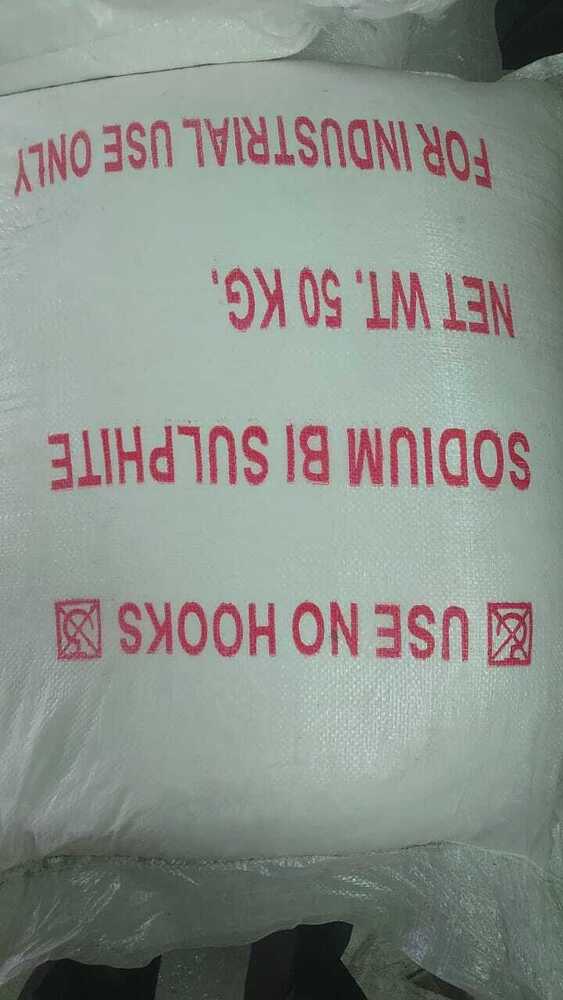 USE NO HOOKS
SODIUM BI SULPHITE
NET WT. 50 KG.
FOR INDUSTRIAL USE ONLY